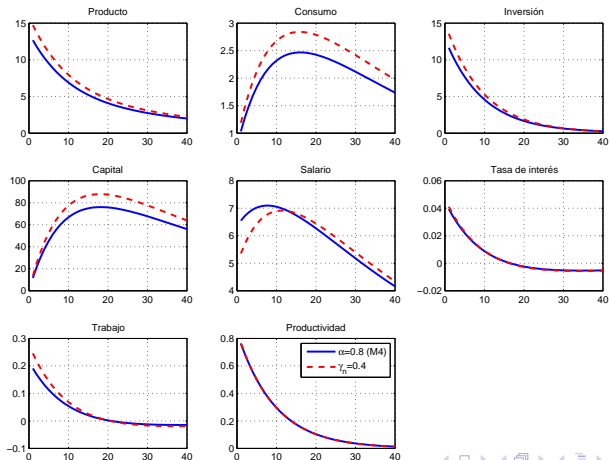 Producto
Consumo
Inversión
15
10
5
0
0 10 20 30 40
3
2.5
2
1.5
1
0 10 20 30 40
15
10
5
0
0 10 20 30 40
Capital
Salario
Tasa de interés
100
80
60
40
20
0
0 10 20 30 40
8
7
6
5
4
0 10 20 30 40
0.06
0.04
0.02
0
−0.02
0 10 20 30 40
Trabajo
Productividad
0.3
0.2
0.1
0
−0.1
0 10 20 30 40
0.8
0.6
0.4
0.2
0
0 10 20 30 40
α=0.8 (M4)
γn=0.4